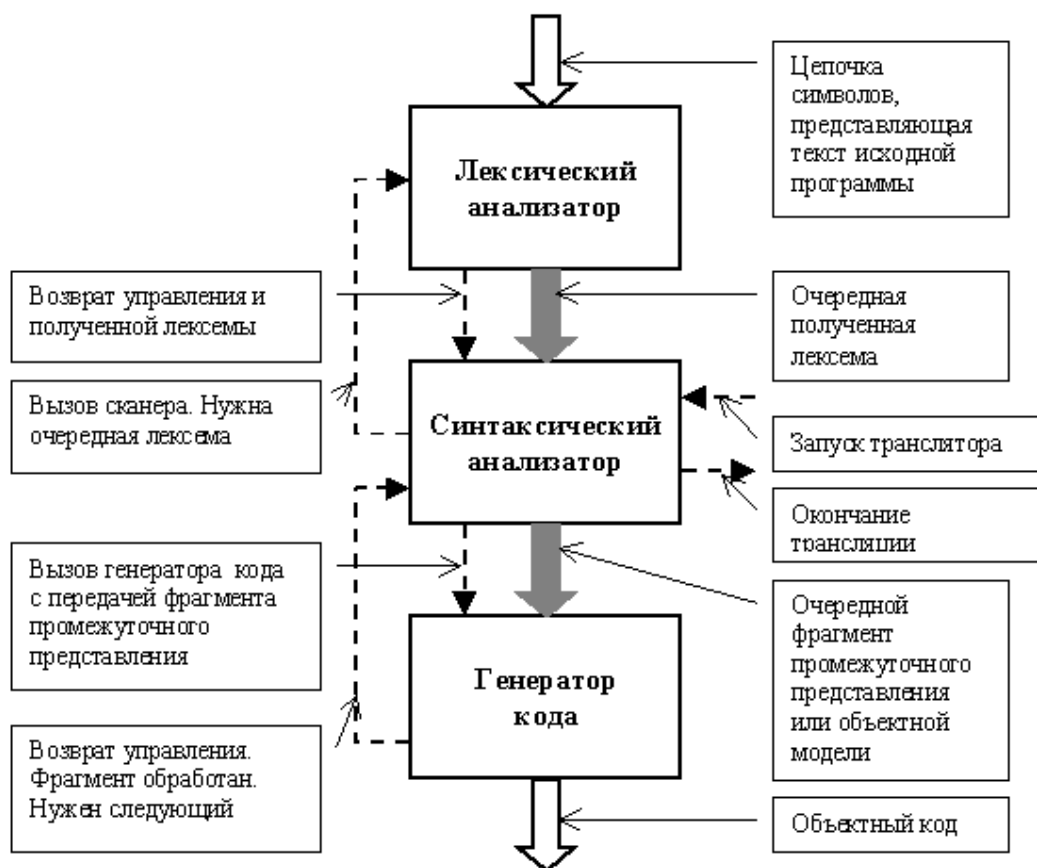 Цепочка
символов,
представляющая
текст исходной
программы
Лексический
анализатор
Возврат управления и
полученной лексемы
Очередная
полученная
лексема
Вызов сканера. Нужна
очередная лексема
Синтаксический
анализатор
Запуск транслятора
Окончание
трансляции
Вызов генератора кода
с передачей фрагмента
промежуточного
представления
Очередной
фрагмент
промежуточного
представления
или объектной
модели
Генератор
кода
Возврат управления.
Фрагмент обработан.
Нужен следующий
Объектный код